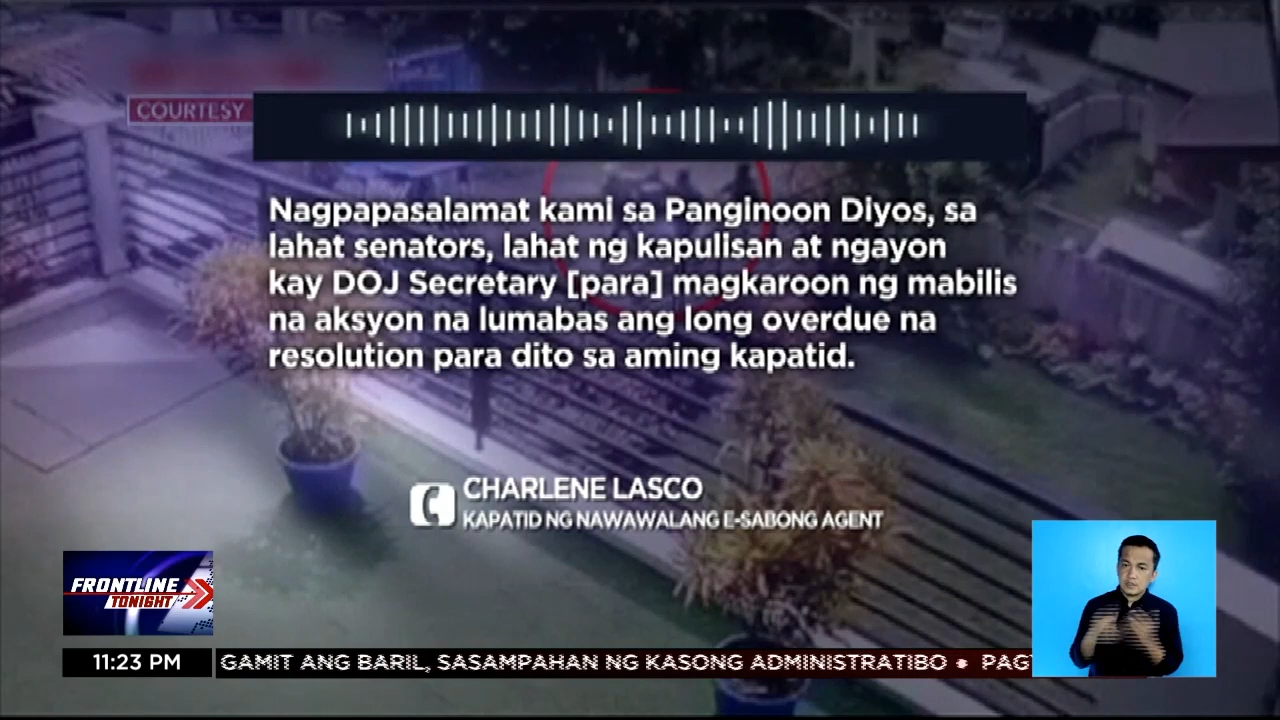 COURTESY
Nagpapasalamat kami sa Panginoon Diyos, sa
lahat senators, lahat ng kapulisan at ngayon
kay DOJ Secretary [para] magkaroon ng mabilis
na aksyon na lumabas ang long overdue na
resolution para dito sa aming kapatid.
CHARLENE LASCO
KAPATID NG NAWAWALANG E-SABONG AGENT
FRONTLINE
TONIGHT
11:23 PM
GAMIT ANG BARIL, SASAMPAHAN NG KASONG ADMINISTRATIBO • PAG